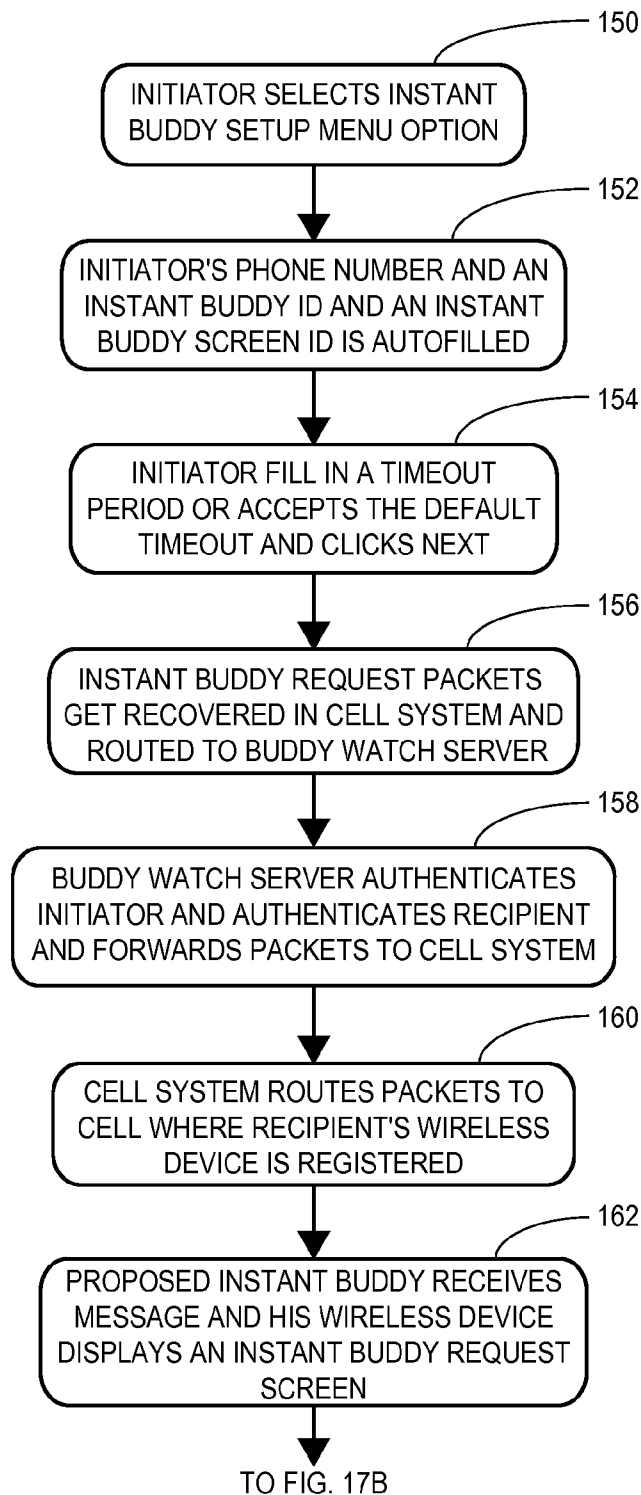 150
INITIATOR SELECTS INSTANT
BUDDY SETUP MENU OPTION
152
INITIATOR'S PHONE NUMBER AND AN
INSTANT BUDDY ID AND AN INSTANT
BUDDY SCREEN ID IS AUTOFILLED
154
INITIATOR FILL IN A TIMEOUT
PERIOD OR ACCEPTS THE DEFAULT
TIMEOUT AND CLICKS NEXT
156
INSTANT BUDDY REQUEST PACKETS
GET RECOVERED IN CELL SYSTEM AND
ROUTED TO BUDDY WATCH SERVER
158
BUDDY WATCH SERVER AUTHENTICATES
INITIATOR AND AUTHENTICATES RECIPIENT
AND FORWARDS PACKETS TO CELL SYSTEM
160
CELL SYSTEM ROUTES PACKETS TO
CELL WHERE RECIPIENT'S WIRELESS
DEVICE IS REGISTERED
162
PROPOSED INSTANT BUDDY RECEIVES
MESSAGE AND HIS WIRELESS DEVICE
DISPLAYS AN INSTANT BUDDY REQUEST
SCREEN
TO FIG. 17B